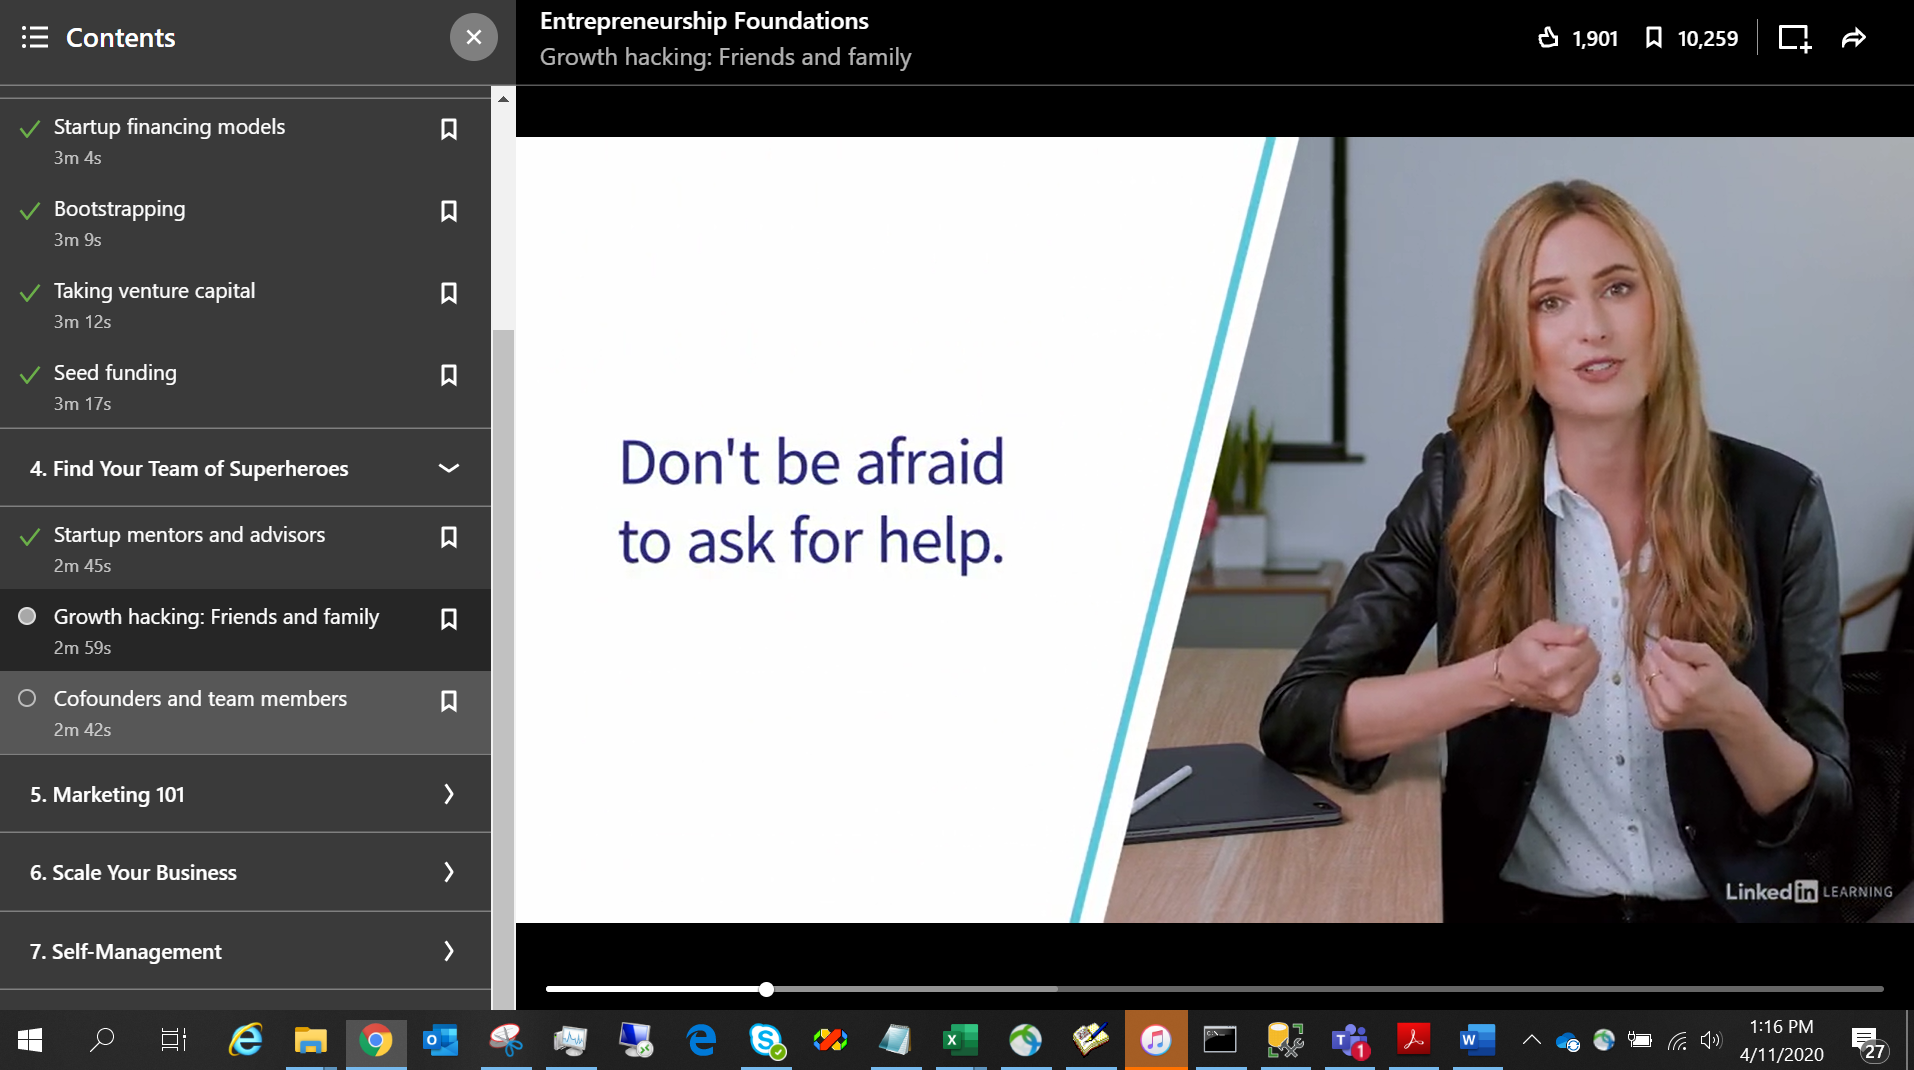 Contents
Startup financing models
3m 4s
Bootstrapping
3m 9s
Taking venture capital
3m 12s
Seed funding
3m 17s
4. Find Your Team of Superheroes
Startup mentors and advisors
2m 45s
Growth hacking: Friends and family
2m 59s
Cofounders and team members
2m 42s
5. Marketing 101
6. Scale Your Business
7. Self-Management
Entrepreneurship Foundations
Growth hacking: Friends and family
1,901
10,259
Don't be afraid
to ask for help.
Linked in LEARNING
1:16 PM
4/11/2020
27